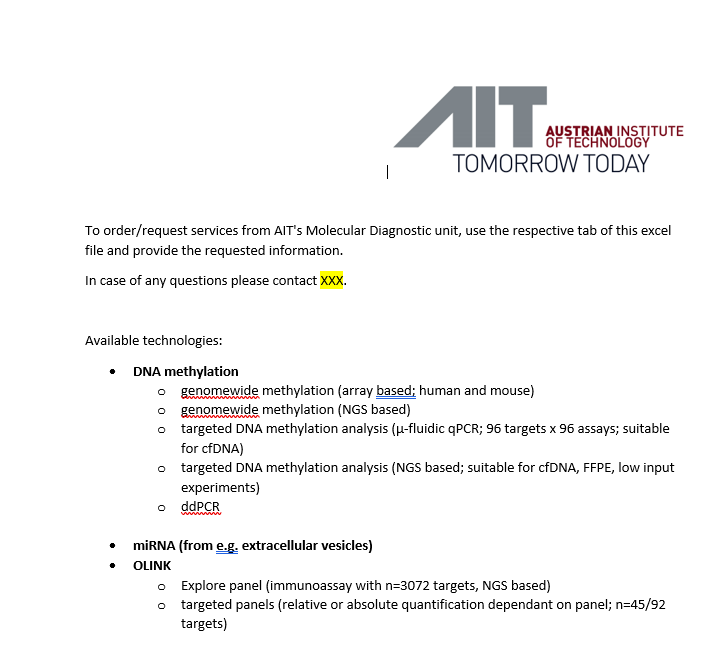 AIT
AUSTRIAN INSTITUTE
OF TECHNOLOGY
TOMORROW TODAY
To order/request services from AIT's Molecular Diagnostic unit, use the respective tab of this excel
file and provide the requested information.
In case of any questions please contact XXX.
Available technologies:
• DNA methylation
o genomewide methylation (array based; human and mouse)
o genomewide methylation (NGS based)
o targeted DNA methylation analysis (µ-fluidic qPCR; 96 targets x 96 assays; suitable
for cfDNA)
o targeted DNA methylation analysis (NGS based; suitable for cfDNA, FFPE, low input
experiments)
o ddPCR
• miRNA (from e.g. extracellular vesicles)
• OLINK
o Explore panel (immunoassay with n=3072 targets, NGS based)
o targeted panels (relative or absolute quantification dependant on panel; n=45/92
targets)